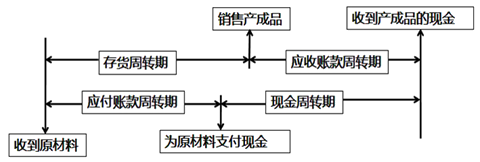 销售产成品
收到产成品的现金
存货周转期
应收账款周转期
应付账款周转期
现金周转期
收到原材料
为原材料支付现金